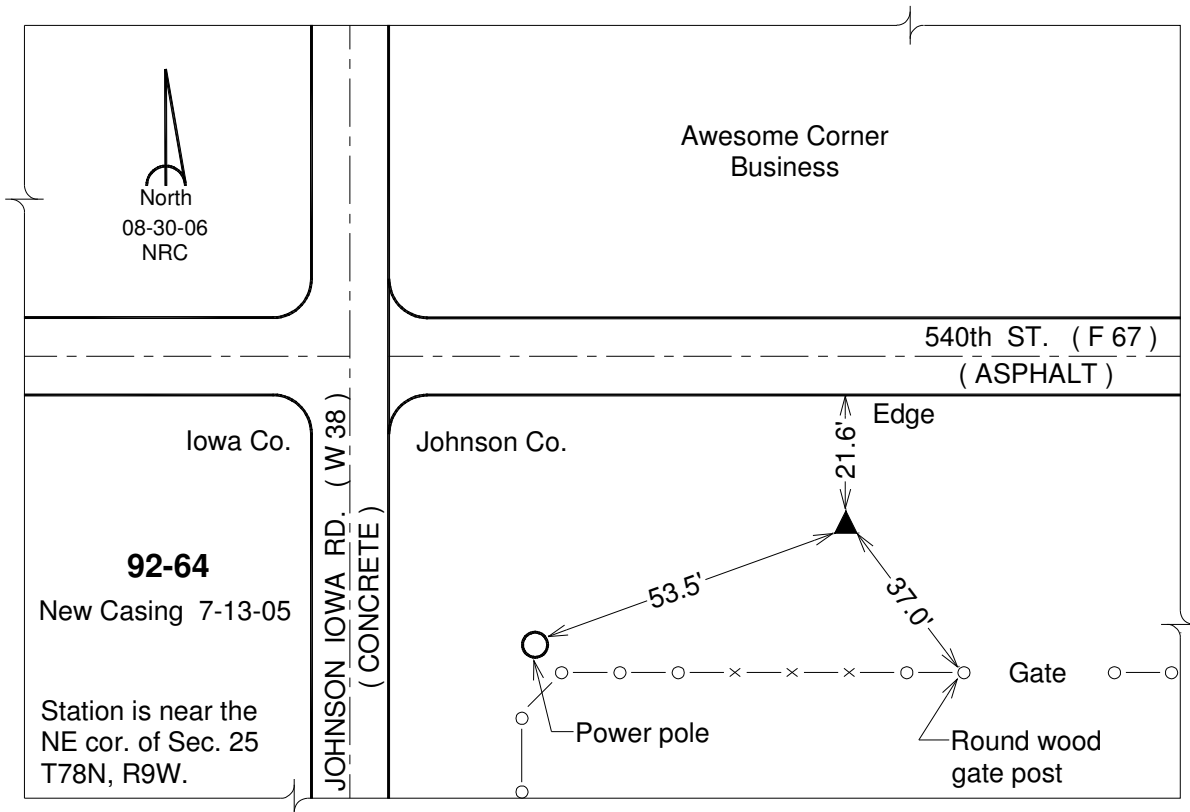 Awesome Corner
Business
North
08-30-06
NRC
540th ST. ( F 67 )
( ASPHALT )
Edge
Iowa Co.
Johnson Co.
21.6'
JOHNSON IOWA RD. ( W 38 )
( CONCRETE )
92-64
New Casing 7-13-05
53.5'
37.0'
Gate
Station is near the
NE cor. of Sec. 25
T78N, R9W.
Power pole
Round wood
gate post